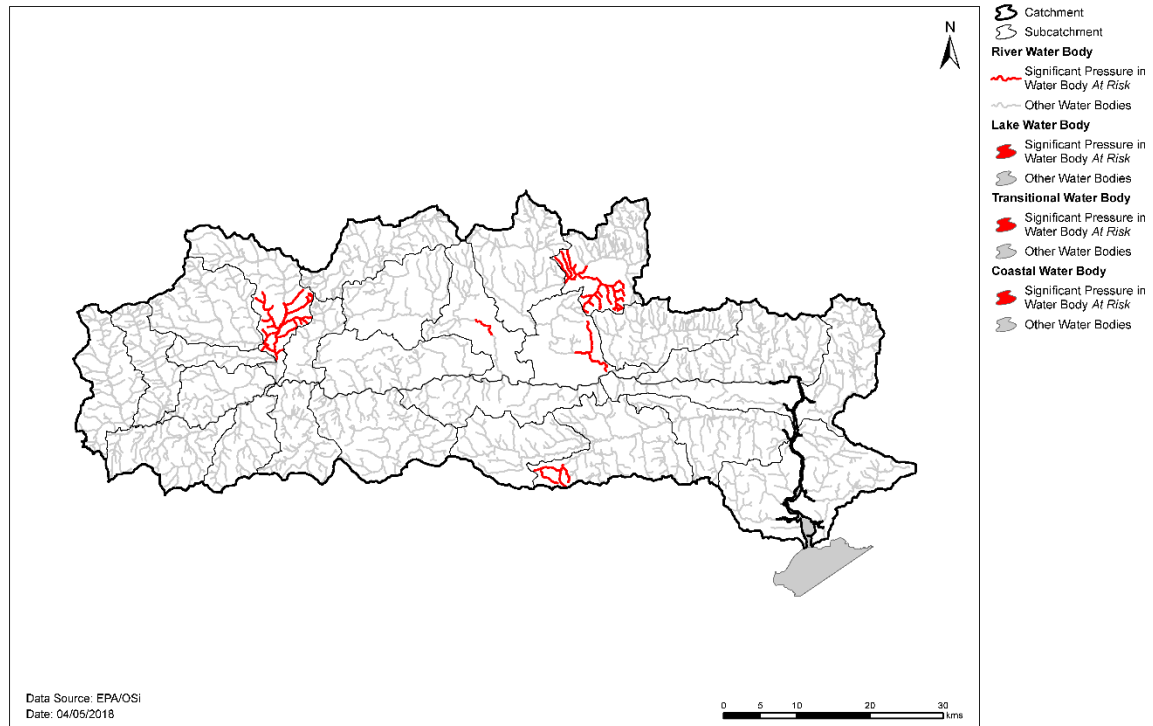 N
Catchment
Subcatchment
River Water Body
Significant Pressure in
Water Body At Risk
Other Water Bodies
Lake Water Body
Significant Pressure in
Water Body At Risk
Other Water Bodies
Transitional Water Body
Significant Pressure in
Water Body At Risk
Other Water Bodies
Coastal Water Body
Significant Pressure in
Water Body At Risk
Other Water Bodies
Data Source: EPA/OSi
Date: 04/05/2018
0 5 10 20 30
kms